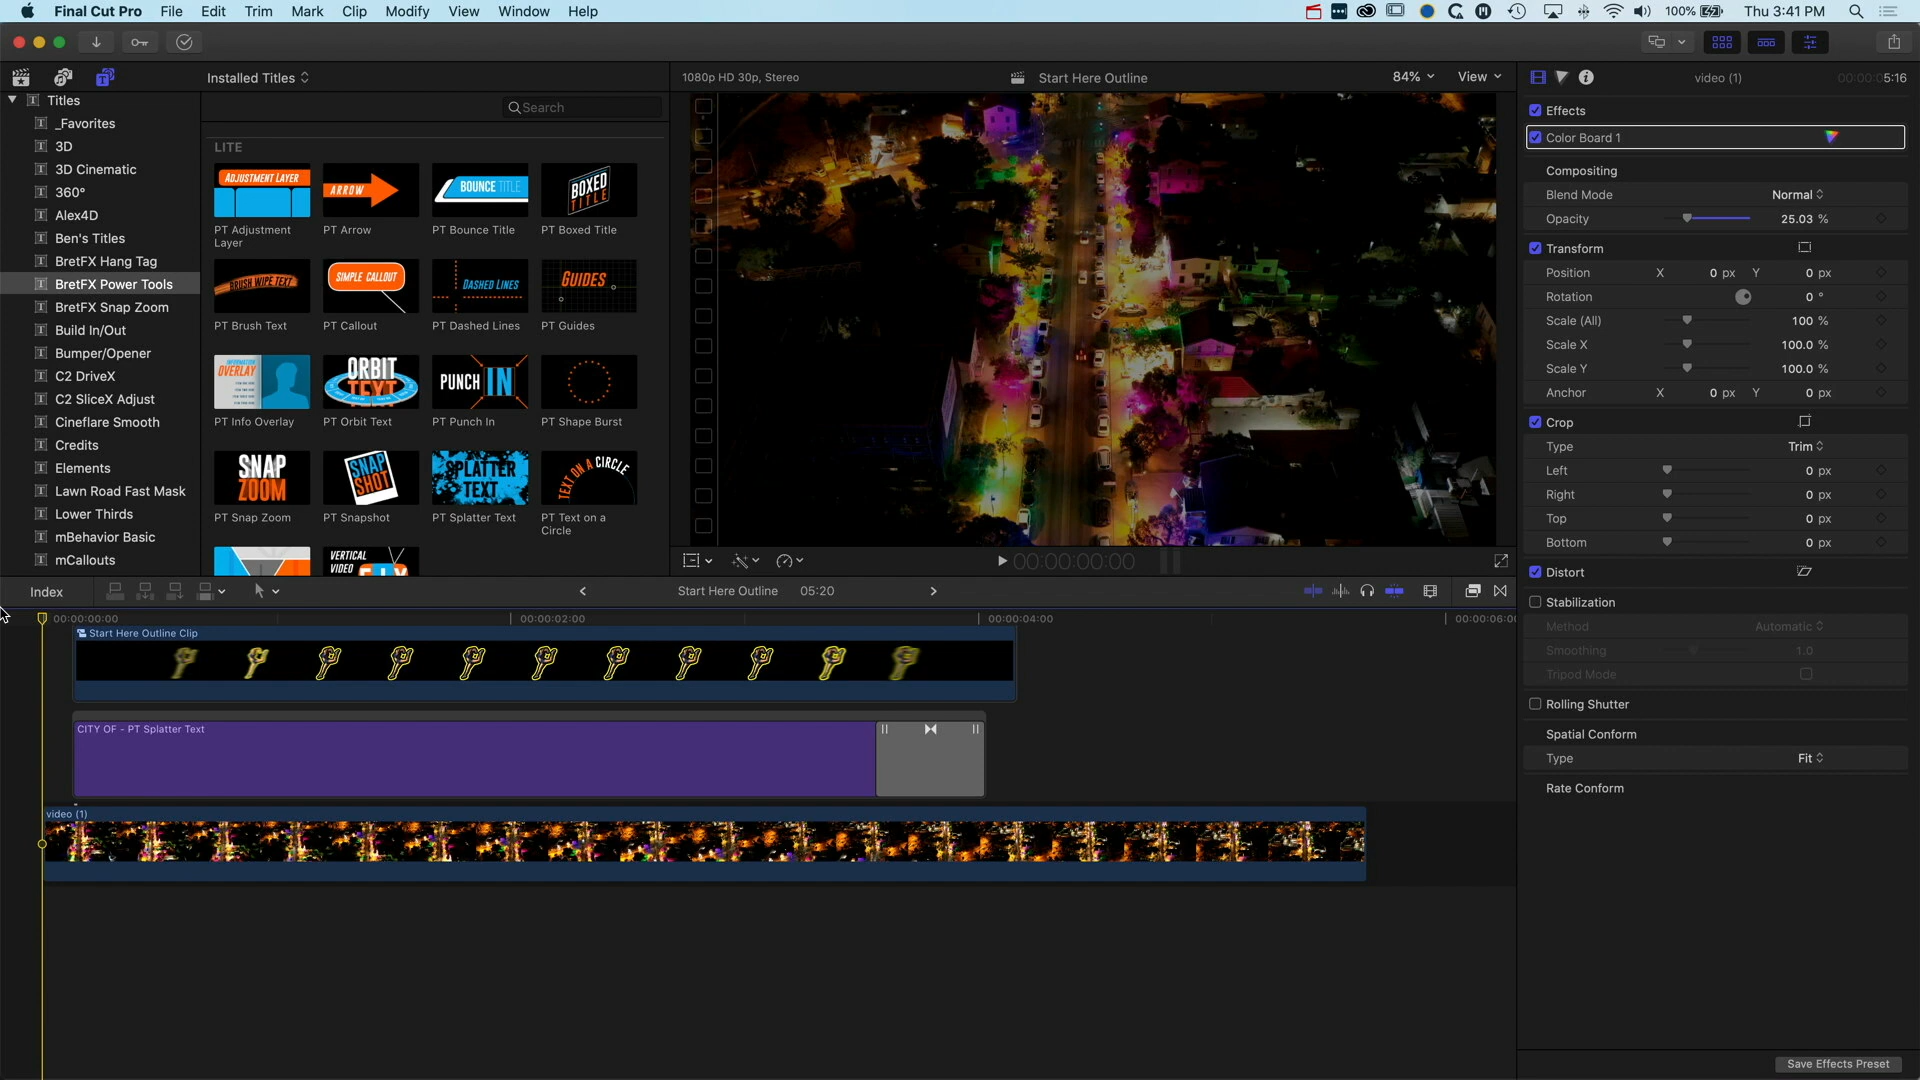 Final Cut Pro File Edit Trim Mark Clip Modify View Window Help
100% Thu 3:41 PM
Installed Titles
1080p HD 30p, Stereo
Start Here Outline
84% View
video (1)
5:16
Titles
_Favorites
3D
3D Cinematic
360°
Alex4D
Ben's Titles
BretFX Hang Tag
BretFX Power Tools
BretFX Snap Zoom
Build In/Out
Bumper/Opener
C2 DriveX
C2 SliceX Adjust
Cineflare Smooth
Credits
Elements
Lawn Road Fast Mask
Lower Thirds
mBehavior Basic
mCallouts
Search
LITE
ADJUSTMENT LAYER
ARROW
BOUNCE TITLE
BOXED TITLE
PT Adjustment Layer
PT Arrow
PT Bounce Title
PT Boxed Title
BRUSH WIPE TEXT
SIMPLE CALLOUT
DASHED LINES
GUIDES
PT Brush Text
PT Callout
PT Dashed Lines
PT Guides
INFORMATION OVERLAY
ORBIT TEXT
PUNCH IN
PT Info Overlay
PT Orbit Text
PT Punch In
PT Shape Burst
SNAP ZOOM
SNAP SHOT
SPLATTER TEXT
TEXT ON A CIRCLE
PT Snap Zoom
PT Snapshot
PT Splatter Text
PT Text on a Circle
VERTICAL VIDEO
00:00:00:00
Effects
Color Board 1
Compositing
Blend Mode Normal
Opacity 25.03 %
Transform
Position X 0 px Y 0 px
Rotation 0 °
Scale (All) 100 %
Scale X 100.0 %
Scale Y 100.0 %
Anchor X 0 px Y 0 px
Crop
Type Trim
Left 0 px
Right 0 px
Top 0 px
Bottom 0 px
Distort
Stabilization
Method Automatic
Smoothing 1.0
Tripod Mode
Rolling Shutter
Spatial Conform
Type Fit
Rate Conform
Save Effects Preset
Index
Start Here Outline 05:20
00:00:00:00 00:00:02:00 00:00:04:00 00:00:06:0
Start Here Outline Clip
CITY OF - PT Splatter Text
video (1)